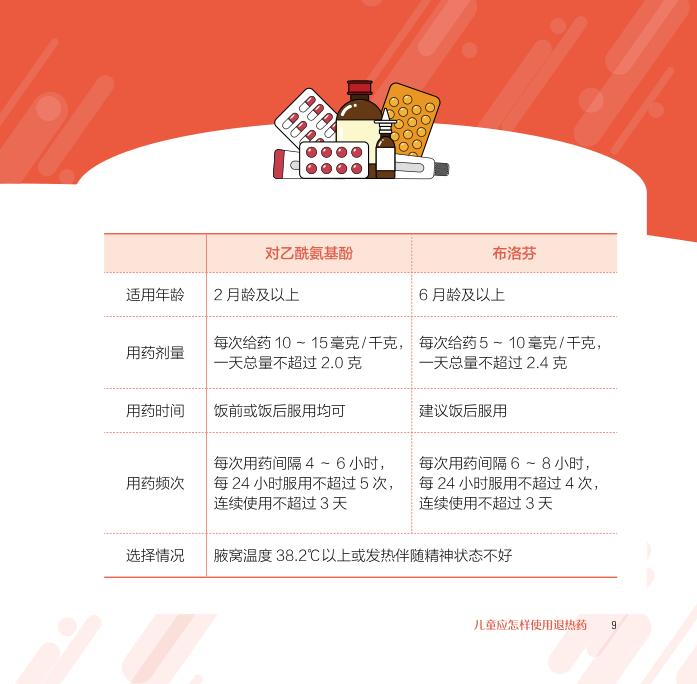 对乙酰氨基酚 布洛芬
适用年龄 2 月龄及以上 6 月龄及以上
用药剂量 每次给药 10 ~ 15 毫克 / 千克， 每次给药 5 ~ 10 毫克 / 千克，
一天总量不超过 2.0 克 一天总量不超过 2.4 克
用药时间 饭前或饭后服用均可 建议饭后服用
用药频次 每次用药间隔 4 ~ 6 小时， 每次用药间隔 6 ~ 8 小时，
每 24 小时服用不超过 5 次， 每 24 小时服用不超过 4 次，
连续使用不超过 3 天 连续使用不超过 3 天
选择情况 腋窝温度 38.2℃以上或发热伴随精神状态不好
儿童应怎样使用退热药 9